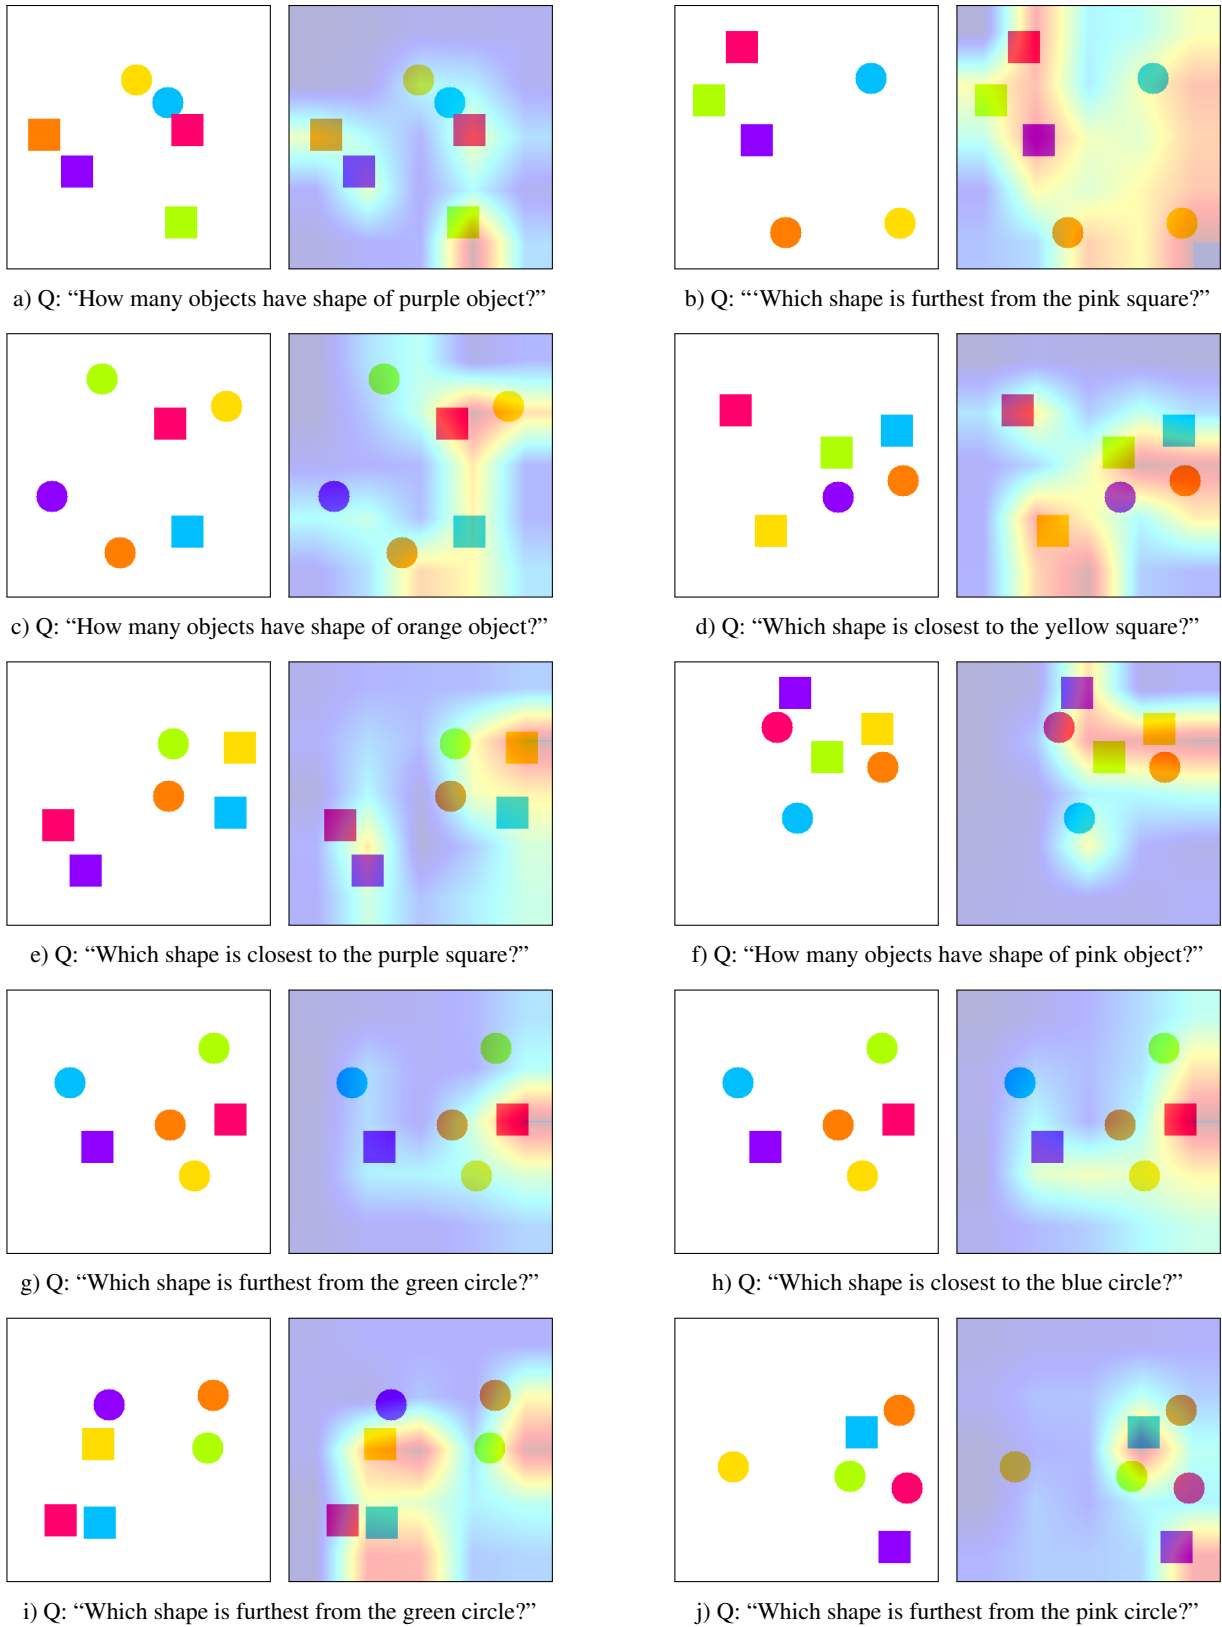 a) Q: “How many objects have shape of purple object?”
b) Q: “‘Which shape is furthest from the pink square?”
c) Q: “How many objects have shape of orange object?”
d) Q: “Which shape is closest to the yellow square?”
e) Q: “Which shape is closest to the purple square?”
f) Q: “How many objects have shape of pink object?”
g) Q: “Which shape is furthest from the green circle?”
h) Q: “Which shape is closest to the blue circle?”
i) Q: “Which shape is furthest from the green circle?”
j) Q: “Which shape is furthest from the pink circle?”